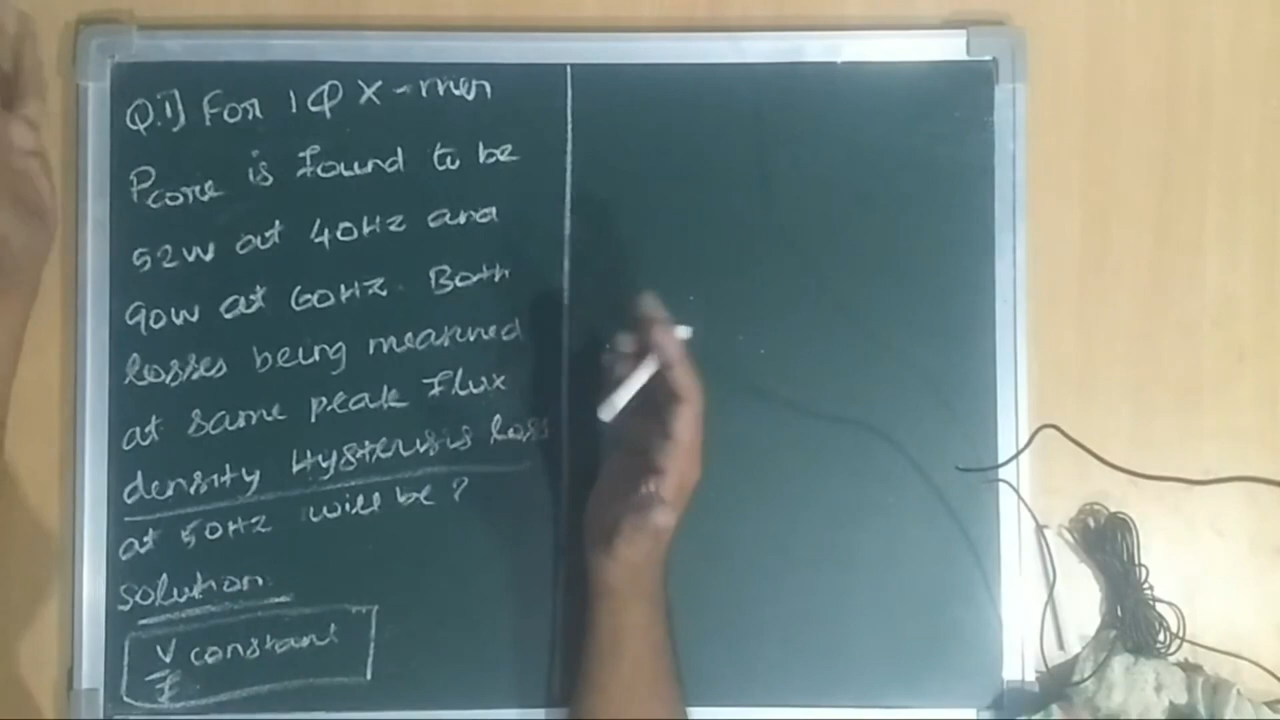 Q.1] For 1Φ X-mer
Pcore is found to be
52W at 40Hz and
90W at 60Hz. Both
losses being measured
at same peak flux
density Hysterisis loss
at 50Hz will be?
solution:
V/f constant